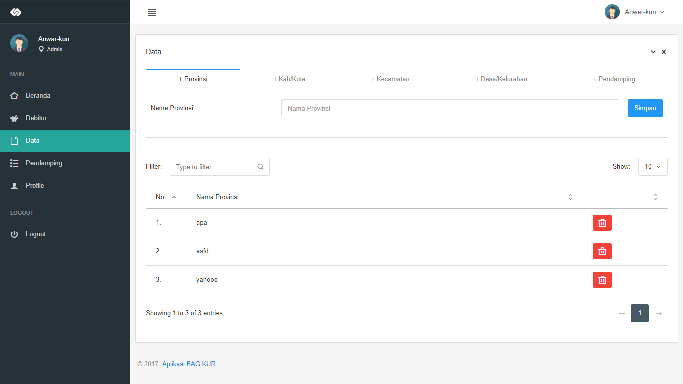 Anwar-kun
Anwar-kun
Admin
MAIN
Beranda
Debitur
Data
Pendamping
Profile
LOGOUT
Logout
Data
+ Provinsi
+ Kab/Kota
+ Kecamatan
+ Desa/Kelurahan
+ Pendamping
Nama Provinsi
Nama Provinsi
Simpan
Filter:
Type to filter
Show:
10
No
Nama Provinsi
1.
apa
2
asfd
3.
yahooo
Showing 1 to 3 of 3 entries
1
© 2017. Aplikasi BAG KUR